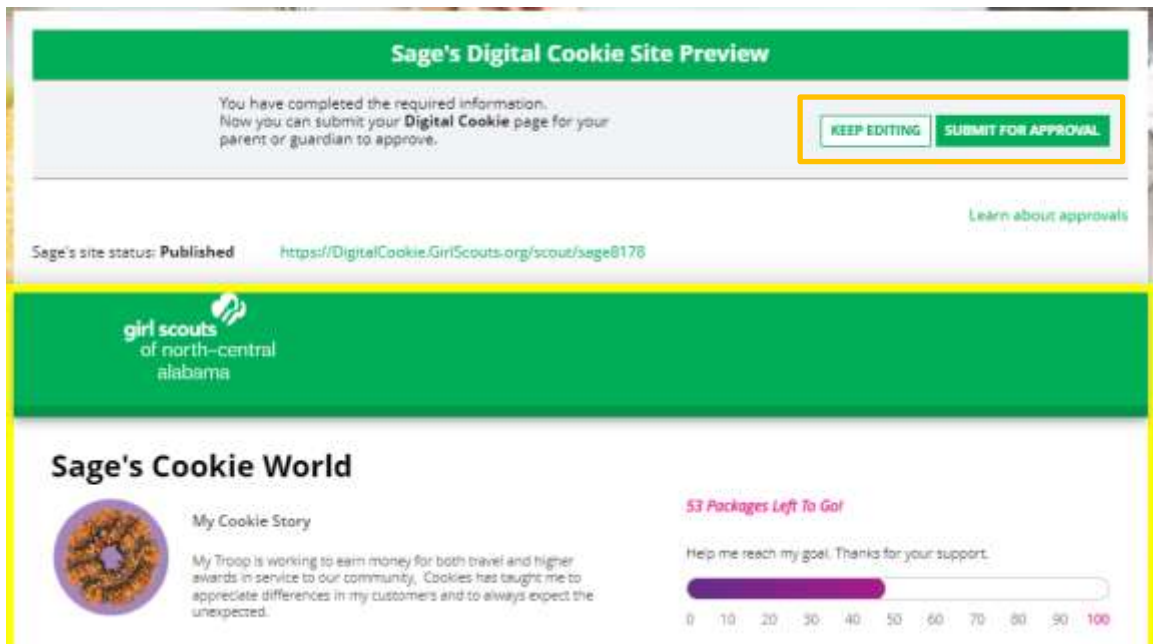 Sage's Digital Cookie Site Preview
You have completed the required information.
Now you can submit your Digital Cookie page for your
parent or guardian to approve.
KEEP EDITING
SUBMIT FOR APPROVAL
Learn about approvals
Sage's site status: Published https://DigitalCookie.GirlScouts.org/scout/sage8178
girl scouts
of north-central
alabama
Sage's Cookie World
My Cookie Story
My Troop is working to earn money for both travel and higher
awards in service to our community, Cookies has taught me to
appreciate differences in my customers and to always expect the
unexpected.
53 Packages Left To Go!
Help me reach my goal. Thanks for your support.
0 10 20 30 40 50 60 70 80 90 100